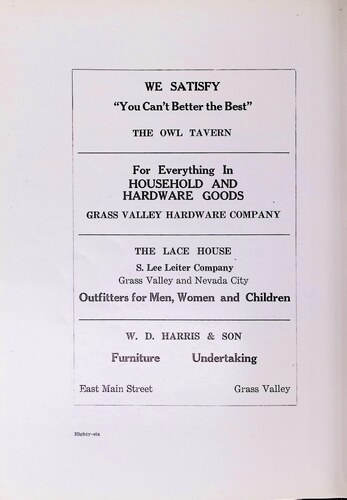 WE SATISFY
"You Can't Better the Best"
THE OWL TAVERN
For Everything In
HOUSEHOLD AND
HARDWARE GOODS
GRASS VALLEY HARDWARE COMPANY
THE LACE HOUSE
S. Lee Leiter Company
Grass Valley and Nevada City
Outfitters for Men, Women and Children
W. D. HARRIS & SON
Furniture Undertaking
East Main Street Grass Valley
Eighty-six